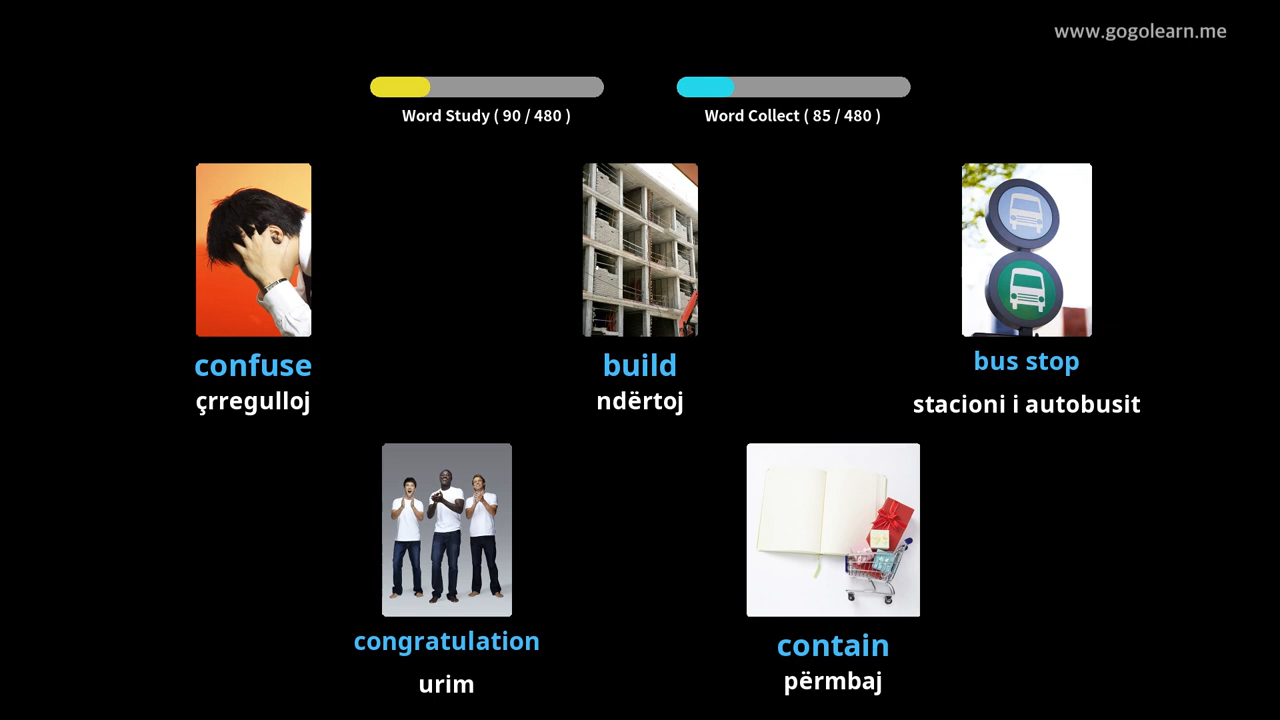 www.gogolearn.me
Word Study ( 90 / 480 )
Word Collect ( 85 / 480 )
confuse
çrregulloj
build
ndërtoj
bus stop
stacioni i autobusit
congratulation
urim
contain
përmbaj